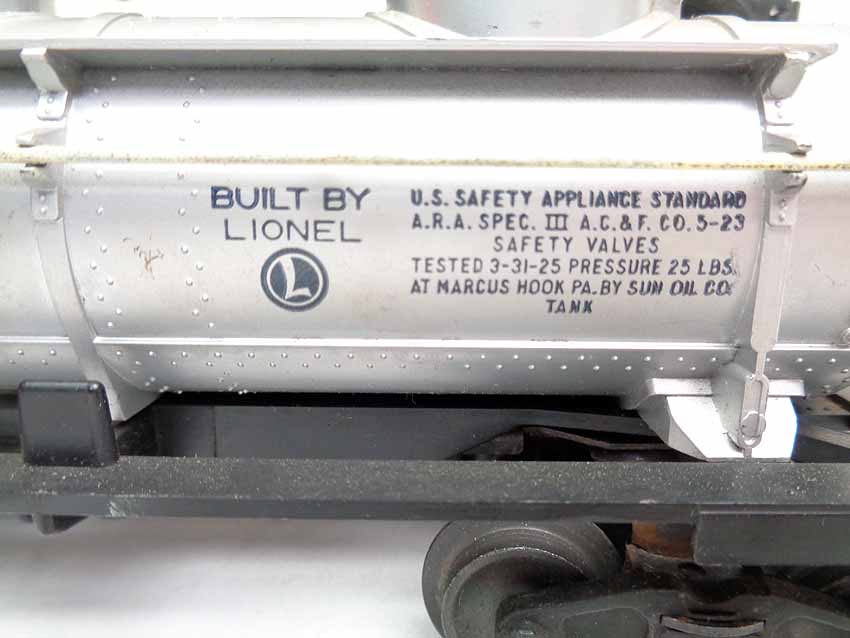 BUILT BY
LIONEL
L
U.S. SAFETY APPLIANCE STANDARD
A.R.A. SPEC. III A.C.&F. CO. 5-23
SAFETY VALVES
TESTED 3-31-25 PRESSURE 25 LBS.
AT MARCUS HOOK PA. BY SUN OIL CO.
TANK